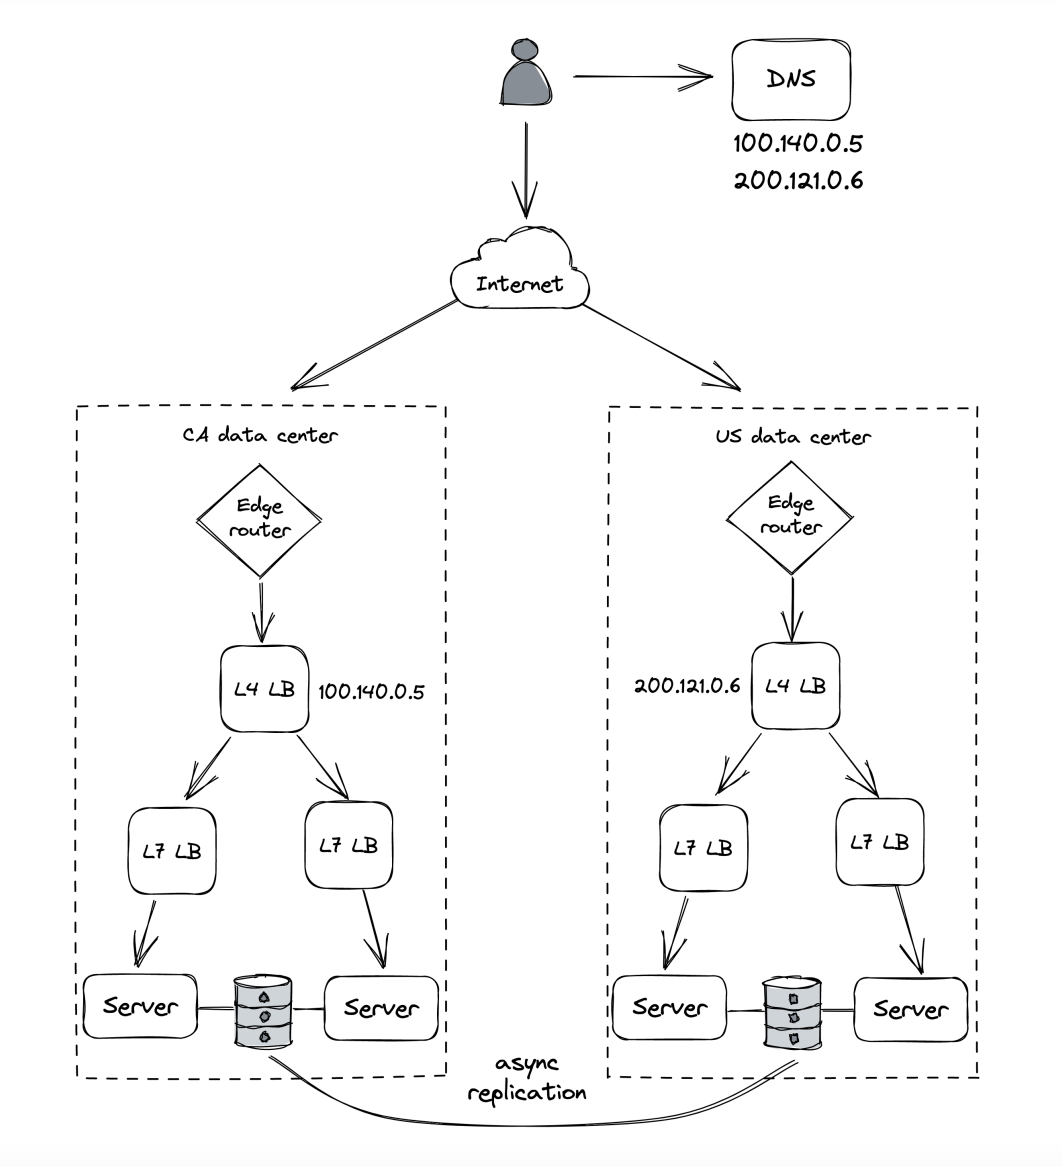 DNS
100.140.0.5
200.121.0.6
Internet
CA data center
Edge
router
L4 LB
100.140.0.5
L7 LB
L7 LB
Server
Server
US data center
Edge
router
200.121.0.6
L4 LB
L7 LB
L7 LB
Server
Server
async
replication